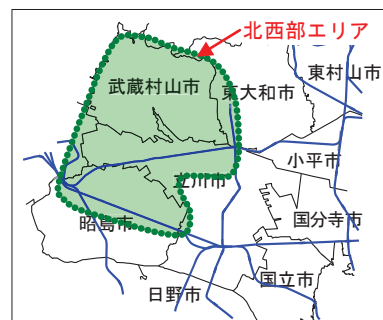 北西部エリア
東村山市
武蔵村山市
東大和市
小平市
立川市
国分寺市
昭島市
国立市
日野市